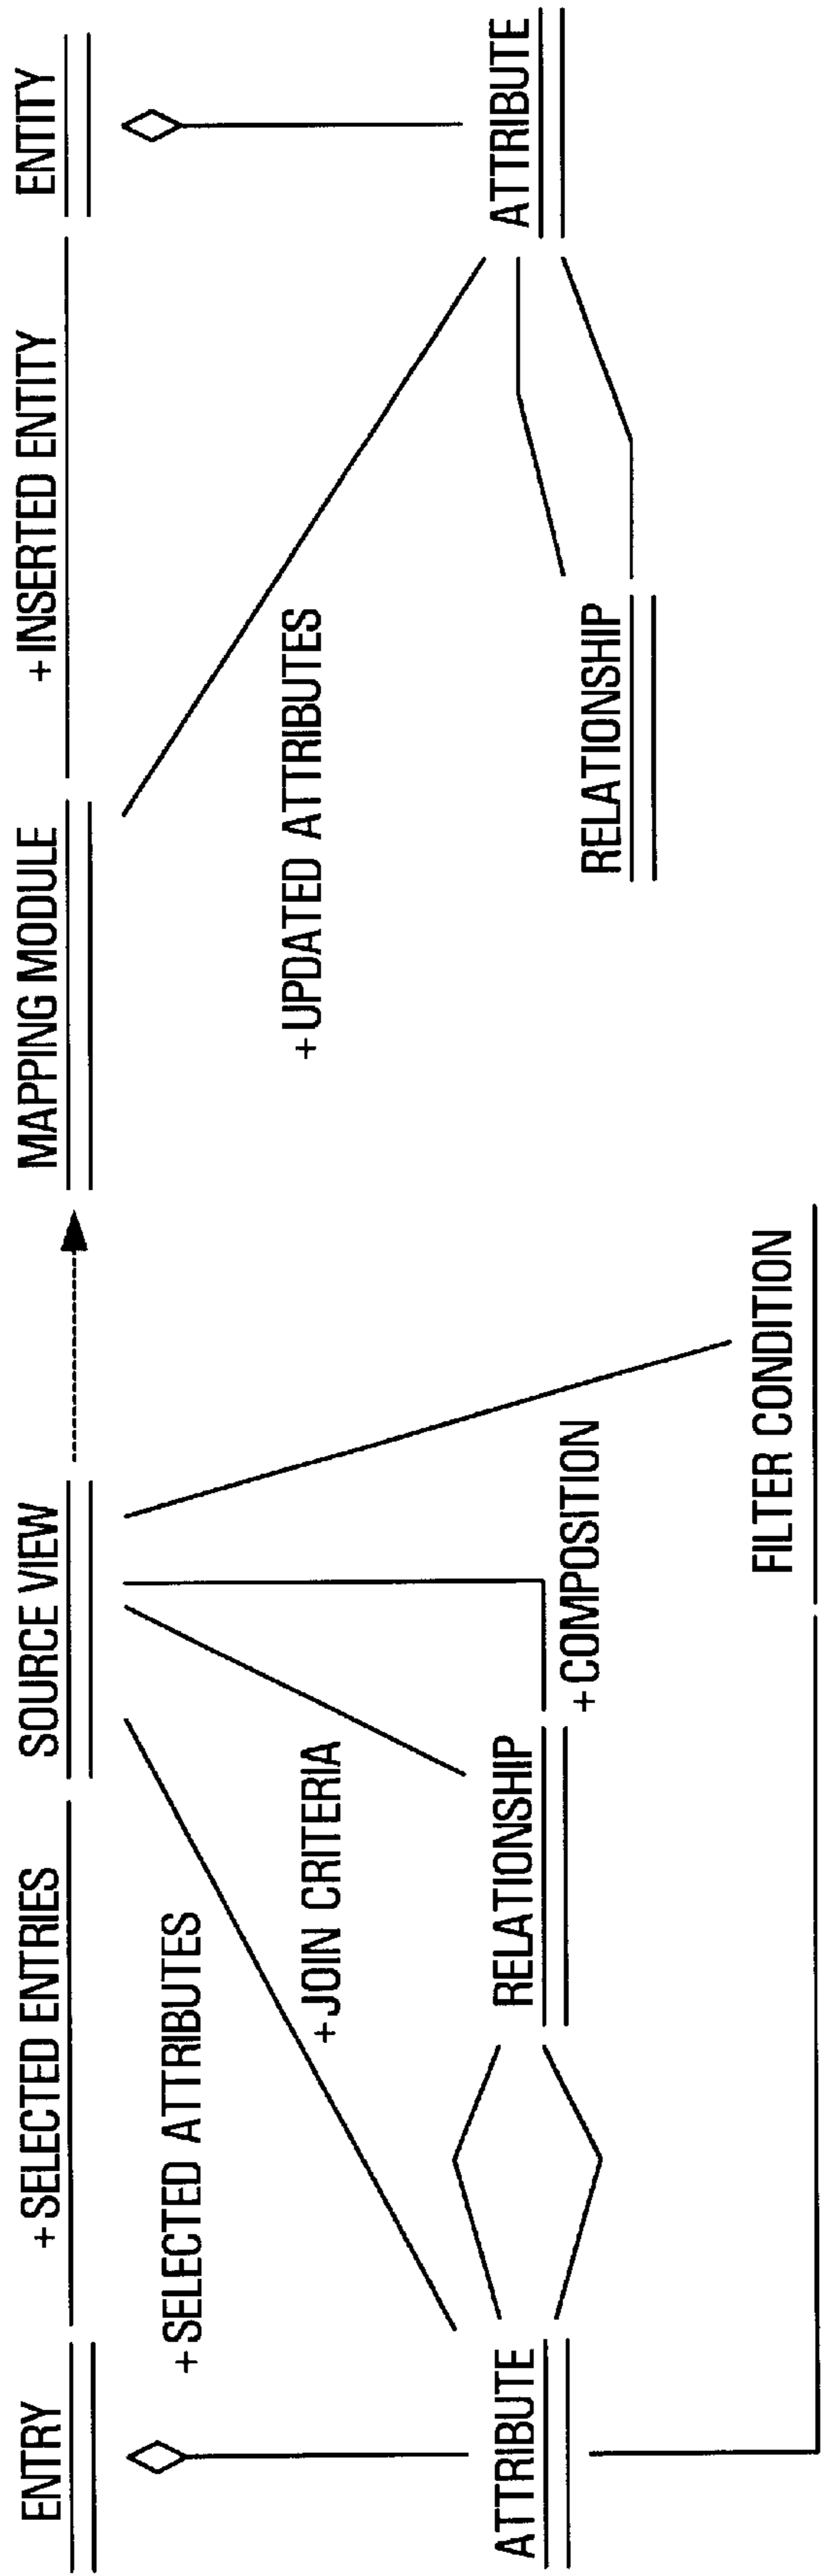 ENTRY
+SELECTED ENTRIES
SOURCE VIEW
MAPPING MODULE
+INSERTED ENTITY
ENTITY
+SELECTED ATTRIBUTES
+JOIN CRITERIA
+UPDATED ATTRIBUTES
ATTRIBUTE
RELATIONSHIP
+COMPOSITION
ATTRIBUTE
RELATIONSHIP
FILTER CONDITION